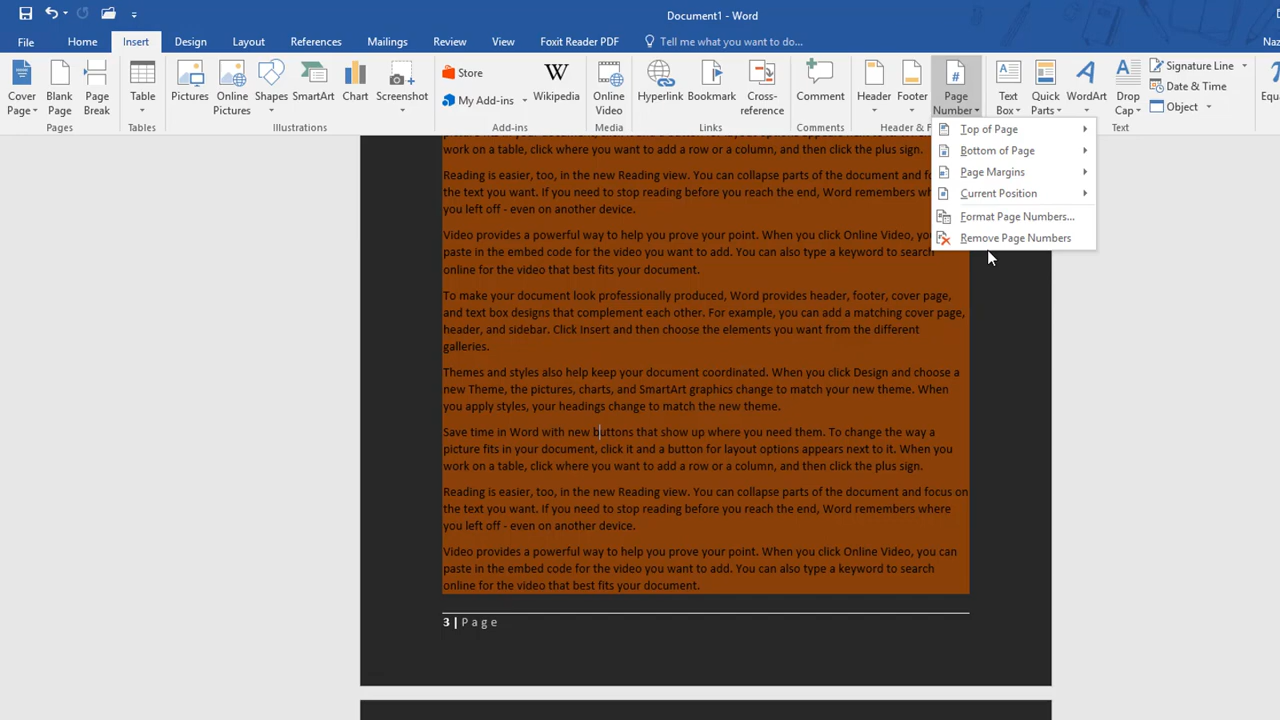 Document1 - Word
File Home Insert Design Layout References Mailings Review View Foxit Reader PDF Tell me what you want to do...
Cover Page
Blank Page
Page Break
Pages
Table
Tables
Pictures
Online Pictures
Shapes
SmartArt
Chart
Screenshot
Illustrations
Store
My Add-ins
Wikipedia
Add-ins
Online Video
Media
Hyperlink
Bookmark
Cross-reference
Links
Comment
Comments
Header
Footer
Page Number
Header & F
Text Box
Quick Parts
WordArt
Drop Cap
Signature Line
Date & Time
Object
Text
Top of Page
Bottom of Page
Page Margins
Current Position
Format Page Numbers...
Remove Page Numbers
work on a table, click where you want to add a row or a column, and then click the plus sign.
Reading is easier, too, in the new Reading view. You can collapse parts of the document and fo
the text you want. If you need to stop reading before you reach the end, Word remembers wh
you left off - even on another device.
Video provides a powerful way to help you prove your point. When you click Online Video, yo
paste in the embed code for the video you want to add. You can also type a keyword to search
online for the video that best fits your document.
To make your document look professionally produced, Word provides header, footer, cover page,
and text box designs that complement each other. For example, you can add a matching cover page,
header, and sidebar. Click Insert and then choose the elements you want from the different
galleries.
Themes and styles also help keep your document coordinated. When you click Design and choose a
new Theme, the pictures, charts, and SmartArt graphics change to match your new theme. When
you apply styles, your headings change to match the new theme.
Save time in Word with new buttons that show up where you need them. To change the way a
picture fits in your document, click it and a button for layout options appears next to it. When you
work on a table, click where you want to add a row or a column, and then click the plus sign.
Reading is easier, too, in the new Reading view. You can collapse parts of the document and focus on
the text you want. If you need to stop reading before you reach the end, Word remembers where
you left off - even on another device.
Video provides a powerful way to help you prove your point. When you click Online Video, you can
paste in the embed code for the video you want to add. You can also type a keyword to search
online for the video that best fits your document.
3 | Page